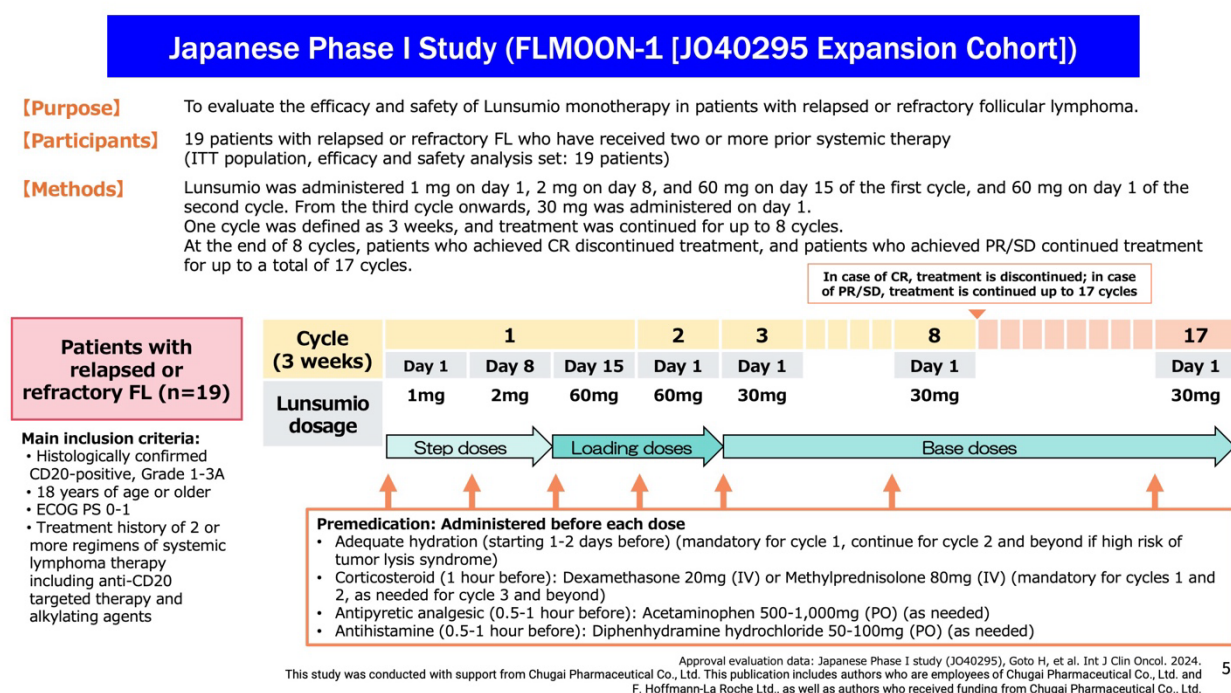 Japanese Phase I Study (FLMOON-1 [JO40295 Expansion Cohort])
【Purpose】 To evaluate the efficacy and safety of Lunsumio monotherapy in patients with relapsed or refractory follicular lymphoma.
【Participants】 19 patients with relapsed or refractory FL who have received two or more prior systemic therapy
(ITT population, efficacy and safety analysis set: 19 patients)
【Methods】 Lunsumio was administered 1 mg on day 1, 2 mg on day 8, and 60 mg on day 15 of the first cycle, and 60 mg on day 1 of the
second cycle. From the third cycle onwards, 30 mg was administered on day 1.
One cycle was defined as 3 weeks, and treatment was continued for up to 8 cycles.
At the end of 8 cycles, patients who achieved CR discontinued treatment, and patients who achieved PR/SD continued treatment
for up to a total of 17 cycles.
In case of CR, treatment is discontinued; in case
of PR/SD, treatment is continued up to 17 cycles
Patients with
relapsed or
refractory FL (n=19)
Main inclusion criteria:
• Histologically confirmed
CD20-positive, Grade 1-3A
• 18 years of age or older
• ECOG PS 0-1
• Treatment history of 2 or
more regimens of systemic
lymphoma therapy
including anti-CD20
targeted therapy and
alkylating agents
Cycle
(3 weeks)
1 2 3 8 17
Day 1 Day 8 Day 15 Day 1 Day 1 Day 1 Day 1
Lunsumio
dosage
1mg 2mg 60mg 60mg 30mg 30mg 30mg
Step doses Loading doses Base doses
Premedication: Administered before each dose
• Adequate hydration (starting 1-2 days before) (mandatory for cycle 1, continue for cycle 2 and beyond if high risk of
tumor lysis syndrome)
• Corticosteroid (1 hour before): Dexamethasone 20mg (IV) or Methylprednisolone 80mg (IV) (mandatory for cycles 1 and
2, as needed for cycle 3 and beyond)
• Antipyretic analgesic (0.5-1 hour before): Acetaminophen 500-1,000mg (PO) (as needed)
• Antihistamine (0.5-1 hour before): Diphenhydramine hydrochloride 50-100mg (PO) (as needed)
Approval evaluation data: Japanese Phase I study (JO40295), Goto H, et al. Int J Clin Oncol. 2024.
This study was conducted with support from Chugai Pharmaceutical Co., Ltd. This publication includes authors who are employees of Chugai Pharmaceutical Co., Ltd. and
F. Hoffmann-La Roche Ltd., as well as authors who received funding from Chugai Pharmaceutical Co., Ltd.
5